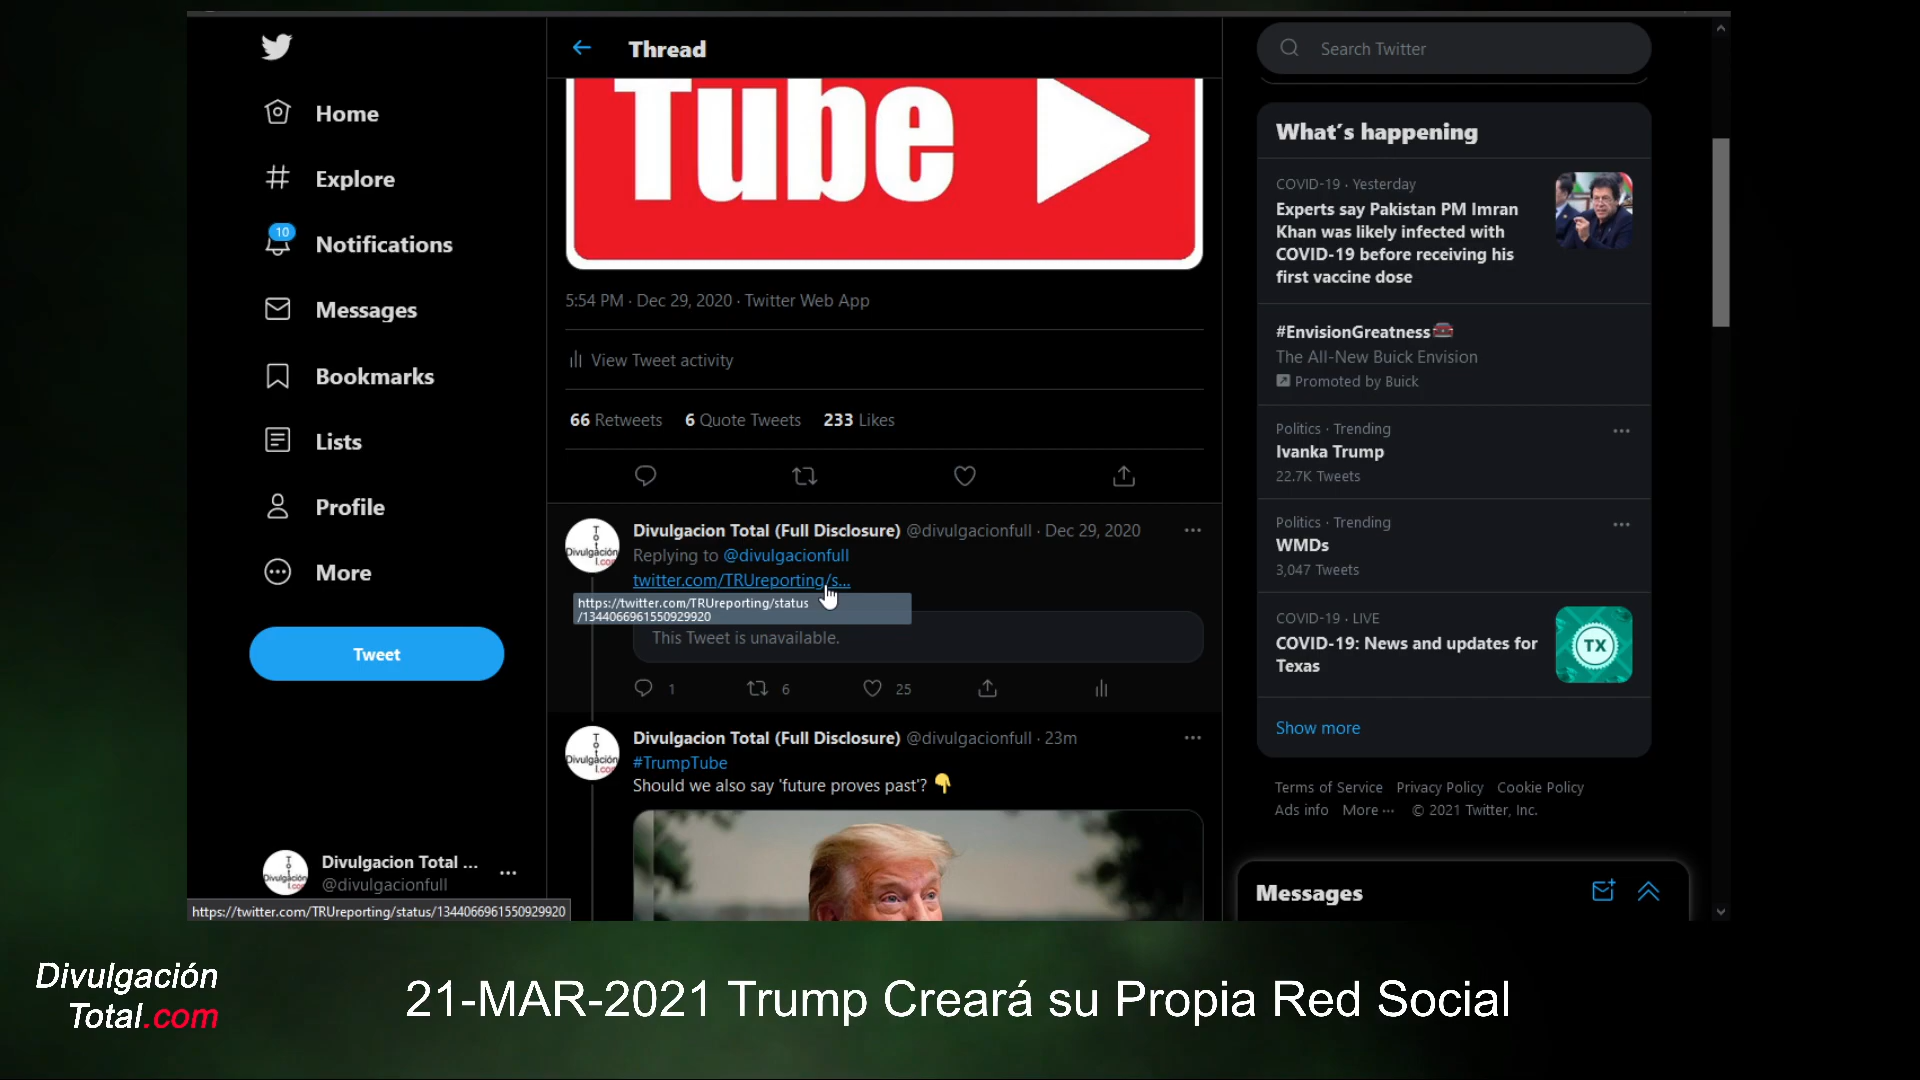 Home
Explore
10
Notifications
Messages
Bookmarks
Lists
Profile
More
Tweet
Divulgacion Total ...
@divulgacionfull
https://twitter.com/TRUreporting/status/1344066961550929920
Thread
Tube
5:54 PM · Dec 29, 2020 · Twitter Web App
View Tweet activity
66 Retweets 6 Quote Tweets 233 Likes
Divulgacion Total (Full Disclosure) @divulgacionfull · Dec 29, 2020
Replying to @divulgacionfull
twitter.com/TRUreporting/s...
https://twitter.com/TRUreporting/status
/1344066961550929920
This Tweet is unavailable.
1 6 25
Divulgacion Total (Full Disclosure) @divulgacionfull · 23m
#TrumpTube
Should we also say 'future proves past'? 👇
Search Twitter
What's happening
COVID-19 · Yesterday
Experts say Pakistan PM Imran
Khan was likely infected with
COVID-19 before receiving his
first vaccine dose
#EnvisionGreatness
The All-New Buick Envision
Promoted by Buick
Politics · Trending
Ivanka Trump
22.7K Tweets
Politics · Trending
WMDs
3,047 Tweets
COVID-19 · LIVE
COVID-19: News and updates for
Texas
TX
Show more
Terms of Service Privacy Policy Cookie Policy
Ads info More ··· © 2021 Twitter, Inc.
Messages
Divulgación
Total.com
21-MAR-2021 Trump Creará su Propia Red Social